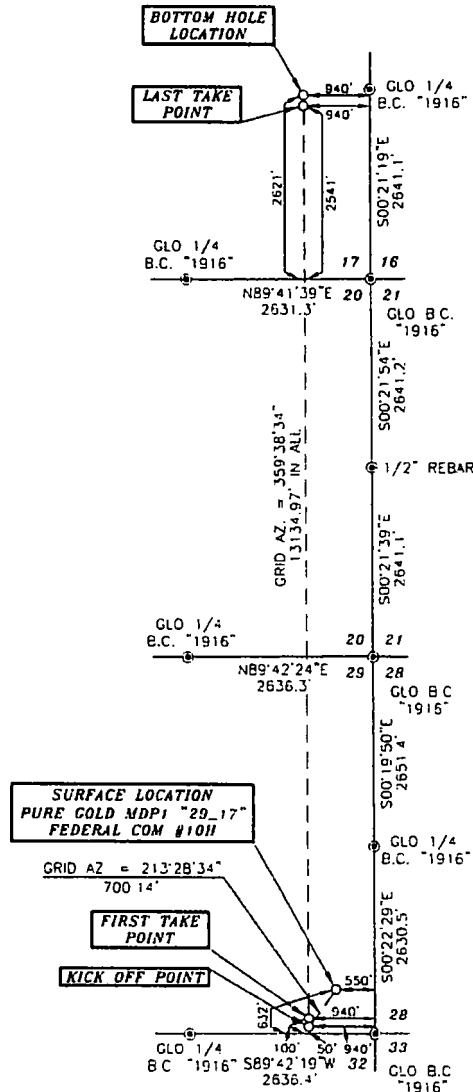 BOTTOM HOLE
LOCATION
LAST TAKE
POINT
940'
940'
GLO 1/4
B.C. "1916"
2621'
2541'
S00°21'19"E
2641.1'
GLO 1/4
B.C. "1916"
17 16
20 21
N89°41'39"E
2631.3'
GLO B.C.
"1916"
S00°21'54"E
2641.2'
1/2" REBAR
GRID AZ. = 359°38'34"
13134.97' IN ALL
S00°21'39"E
2641.1'
GLO 1/4
B.C. "1916"
20 21
29 28
N89°42'24"E
2636.3'
GLO B.C
"1916"
S00°19'50"E
2651.4'
SURFACE LOCATION
PURE GOLD MDP1 "29_17"
FEDERAL COM #10H
GLO 1/4
B.C. "1916"
GRID AZ = 213°28'34"
700.14'
FIRST TAKE
POINT
KICK OFF POINT
S00°22'29"E
2630.5'
550'
632'
940'
28
33
32
100'
50'
940'
GLO 1/4
B C "1916"
S89°42'19"W
2636.4'
GLO B.C
"1916"